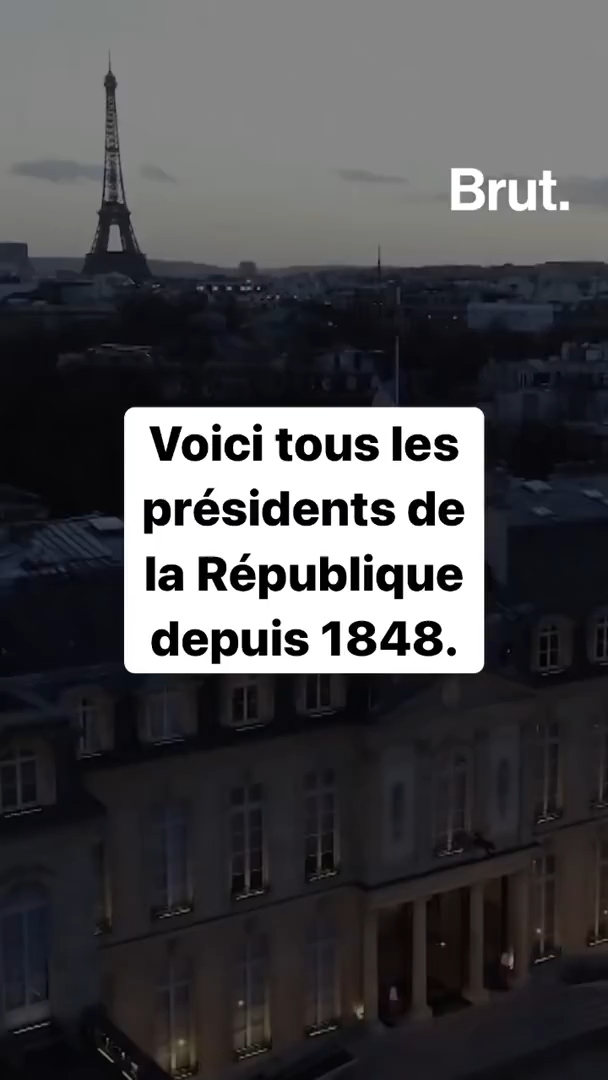 Brut.
Voici tous les
présidents de
la République
depuis 1848.